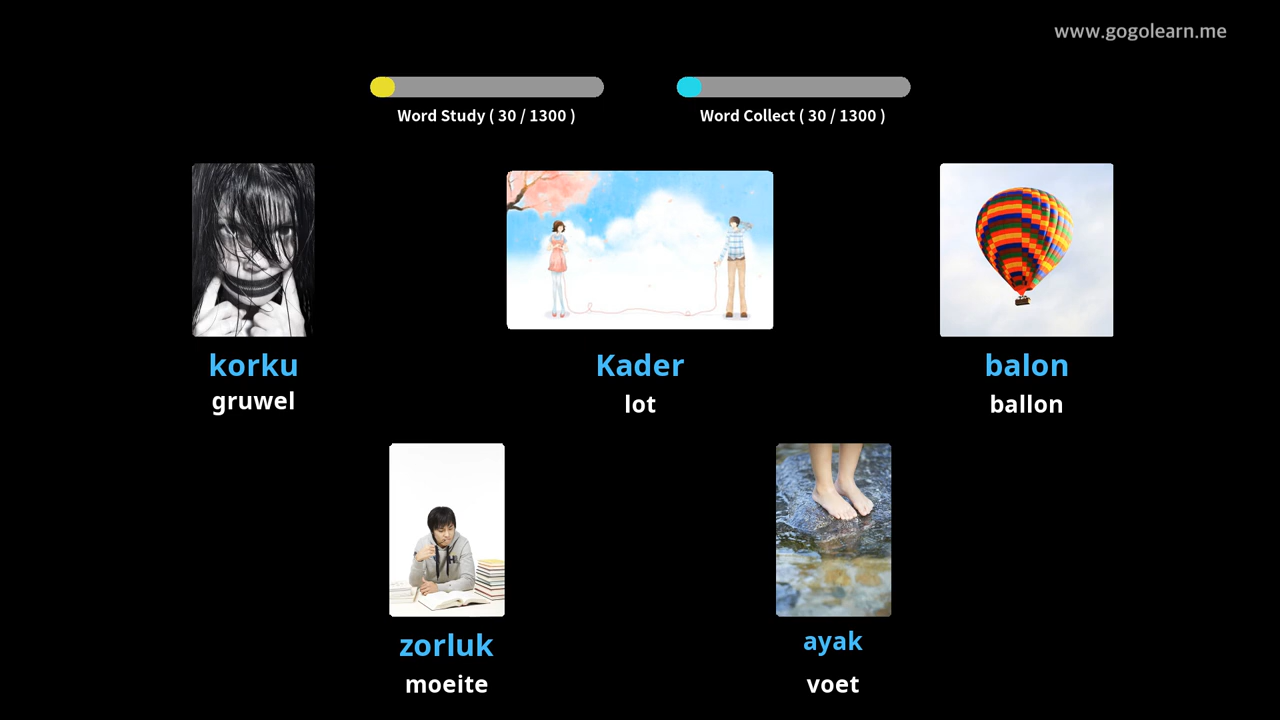 www.gogolearn.me
Word Study ( 30 / 1300 )
Word Collect ( 30 / 1300 )
korku
gruwel
Kader
lot
balon
ballon
zorluk
moeite
ayak
voet